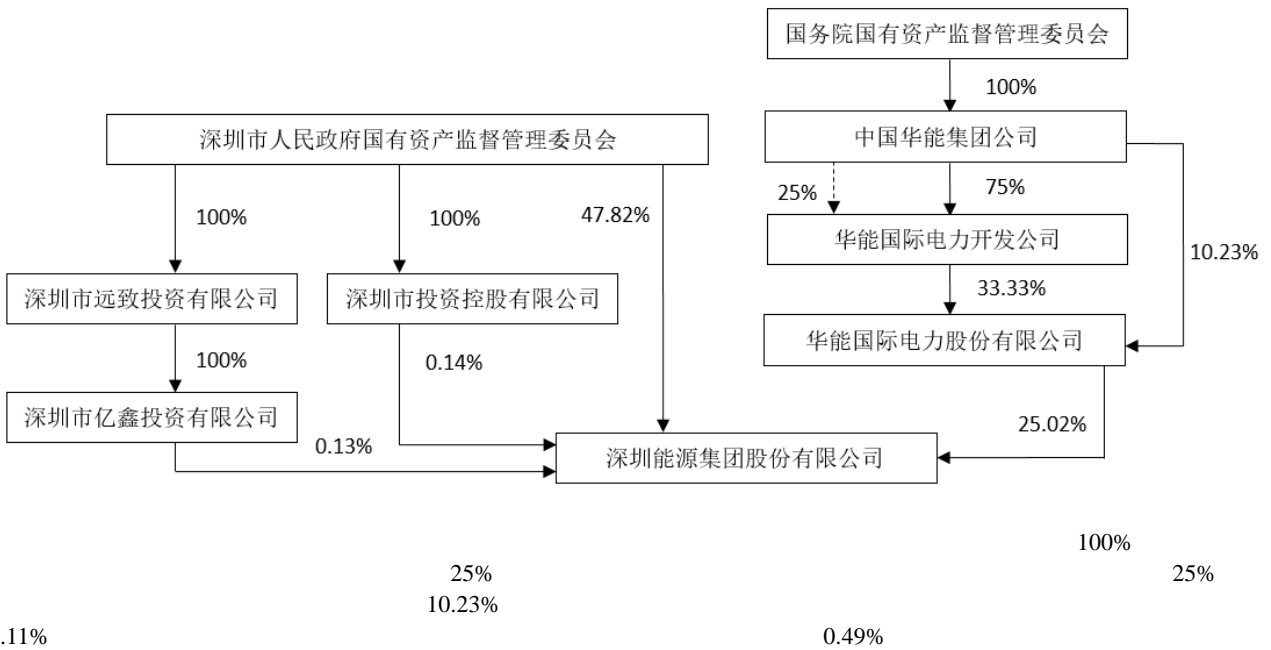 国务院国有资产监督管理委员会
100%
深圳市人民政府国有资产监督管理委员会
中国华能集团公司
25%
75%
100%
100%
47.82%
华能国际电力开发公司
10.23%
深圳市远致投资有限公司
深圳市投资控股有限公司
33.33%
华能国际电力股份有限公司
100%
0.14%
深圳市亿鑫投资有限公司
25.02%
0.13%
深圳能源集团股份有限公司
100%
25% 25%
10.23%
.11% 0.49%